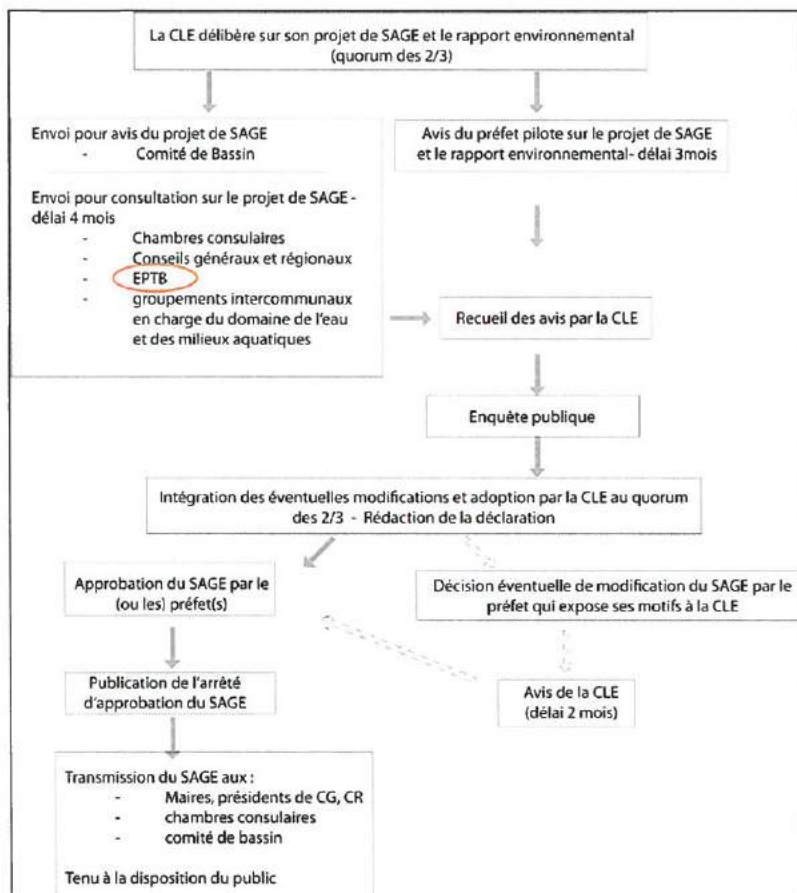 La CLE délibère sur son projet de SAGE et le rapport environnemental
(quorum des 2/3)
Envoi pour avis du projet de SAGE
- Comité de Bassin
Envoi pour consultation sur le projet de SAGE -
délai 4 mois
- Chambres consulaires
- Conseils généraux et régionaux
- EPTB
- groupements intercommunaux
en charge du domaine de l'eau
et des milieux aquatiques
Avis du préfet pilote sur le projet de SAGE
et le rapport environnemental- délai 3mois
Recueil des avis par la CLE
Enquête publique
Intégration des éventuelles modifications et adoption par la CLE au quorum
des 2/3 - Rédaction de la déclaration
Approbation du SAGE par le
(ou les) préfet(s)
Décision éventuelle de modification du SAGE par le
préfet qui expose ses motifs à la CLE
Publication de l'arrêté
d'approbation du SAGE
Avis de la CLE
(délai 2 mois)
Transmission du SAGE aux :
- Maires, présidents de CG, CR
- chambres consulaires
- comité de bassin
Tenu à la disposition du public